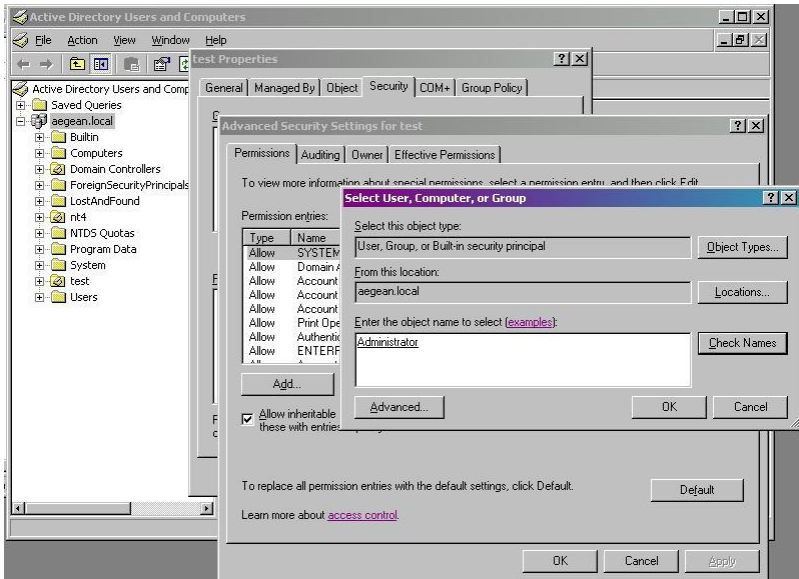 Active Directory Users and Computers
File Action View Window Help
test Properties
Active Directory Users and Comp
Saved Queries
aegean.local
Builtin
Computers
Domain Controllers
ForeignSecurityPrincipals
LostAndFound
nt4
NTDS Quotas
Program Data
System
test
Users
General Managed By Object Security COM+ Group Policy
Advanced Security Settings for test
Permissions Auditing Owner Effective Permissions
To view more information about special permissions, select a permission entry, and then click Edit.
Permission entries:
Type Name
Allow SYSTEM
Allow Domain A
Allow Account
Allow Account
Allow Account
Allow Print Ope
Allow Authentic
Allow ENTERP
Add...
Allow inheritable
these with entries
To replace all permission entries with the default settings, click Default.
Default
Learn more about access control.
OK Cancel Apply
Select User, Computer, or Group
Select this object type:
User, Group, or Built-in security principal
Object Types...
From this location:
aegean.local
Locations...
Enter the object name to select (examples):
Administrator
Check Names
Advanced...
OK Cancel